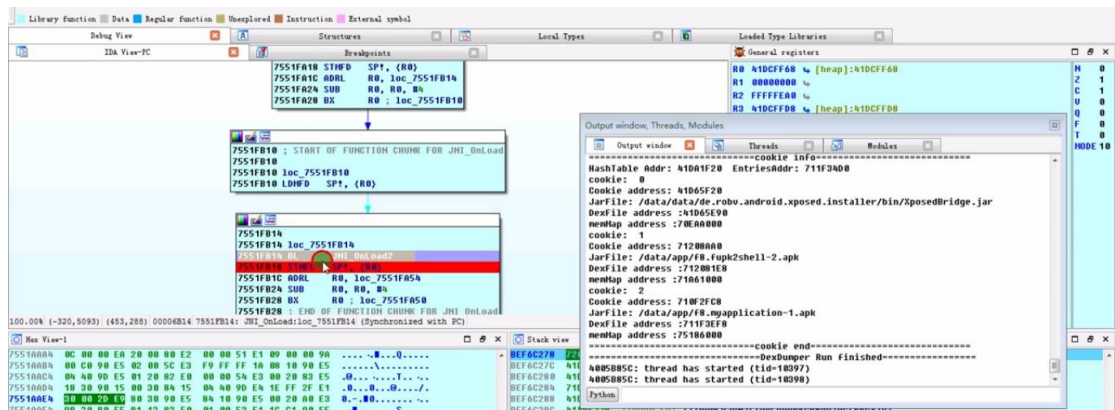 Library function Data Regular function Unexplored Instruction External symbol
Debug View Structures Local Types Loaded Type Libraries
IDA View-PC Breakpoints General registers
7551FA18 STMFD SP!, {R0}
7551FA1C ADRL R0, loc_7551FB14
7551FA24 SUB R0, R0, #4
7551FA28 BX R0 ; loc_7551FB10
7551FB10 ; START OF FUNCTION CHUNK FOR JNI_OnLoad
7551FB10
7551FB10 loc_7551FB10
7551FB10 LDMFD SP!, {R0}
7551FB14
7551FB14 loc_7551FB14
7551FB14 BL JNI_OnLoad2
7551FB18 STMFD SP!, {R0}
7551FB1C ADRL R0, loc_7551FA54
7551FB24 SUB R0, R0, #4
7551FB28 BX R0 ; loc_7551FA50
7551FB28 ; END OF FUNCTION CHUNK FOR JNI_OnLoad
100.00% (-320,5093) (453,288) 00006B14 7551FB14: JNI_OnLoad:loc_7551FB14 (Synchronized with PC)
R0 41DCFF68 [heap]:41DCFF68
R1 00000000
R2 FFFFFEA0
R3 41DCFFD8 [heap]:41DCFFD8
N 0
Z 1
C 1
V 0
Q 0
F 0
T 0
MODE 10
Output window, Threads, Modules
Output window Threads Modules
==========================cookie info==========================
HashTable Addr: 41DA1F20 EntriesAddr: 711F34D0
cookie: 0
Cookie address: 41D65F20
JarFile: /data/data/de.robv.android.xposed.installer/bin/XposedBridge.jar
DexFile address :41D65E90
memMap address :70EAA000
cookie: 1
Cookie address: 71208AA0
JarFile: /data/app/f8.fupk2shell-2.apk
DexFile address :712081E8
memMap address :71A61000
cookie: 2
Cookie address: 710F2FC8
JarFile: /data/app/f8.myapplication-1.apk
DexFile address :711F3EF8
memMap address :75186000
==========================cookie end==========================
==========================DexDumper Run Finished================
4005B85C: thread has started (tid=10397)
4005B85C: thread has started (tid=10398)
Python
Hex View-1
7551AAA4 0C 00 00 EA 20 00 80 E2 00 00 51 E1 09 00 00 9A
7551AAB4 00 C0 90 E5 02 00 5C E3 F9 FF FF 1A 08 10 90 E5
7551AAC4 04 40 9D E5 01 20 82 E0 00 00 54 E3 00 20 83 E5
7551AAD4 18 30 90 15 00 30 84 15 04 40 9D E4 1E FF 2F E1
7551AAE4 30 00 2D E9 80 30 90 E5 84 10 90 E5 00 20 A0 E3
Stack view
BEF6C278
BEF6C27C
BEF6C280
BEF6C284